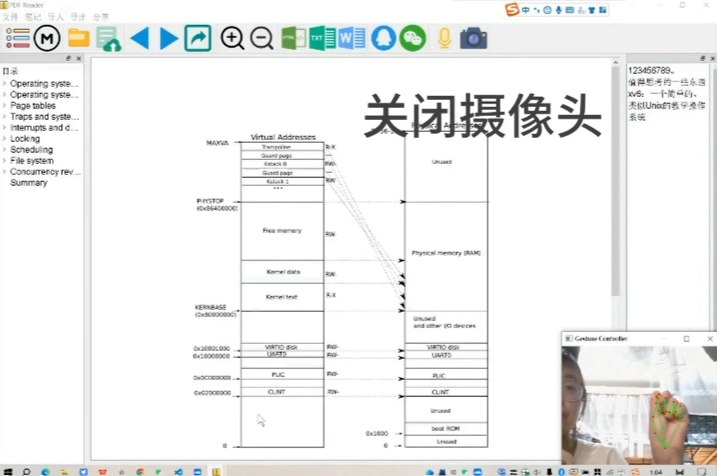 PDF Reader
文件 笔记 导入 导出 分享
中
M
TXT
W
目录
Operating syste...
Operating syste...
Page tables
Traps and syste...
Interrupts and d...
Locking
Scheduling
File system
Concurrency rev...
Summary
关闭摄像头
Virtual Addresses
MAXVA
Trampoline
R-X
Guard page
Kstack 0
RW-
Guard page
Kstack 1
RW-
Unused
PHYSTOP
(0x86400000)
Free memory
RW-
Physical memory (RAM)
Kernel data
RW-
Kernel text
R-X
KERNBASE
(0x80000000)
Unused
and other I/O devices
0x10001000
VIRTIO disk
RW-
VIRTIO disk
0x10000000
UART0
RW-
UART0
0x0C000000
PLIC
RW-
PLIC
0x02000000
CLINT
RW-
CLINT
Unused
0x1000
boot ROM
0
0
Unused
123456789。
值得思考的一些东西
xv6：一个简单的、
类似Unix的教学操作
系统
Gesture Controller
1:04